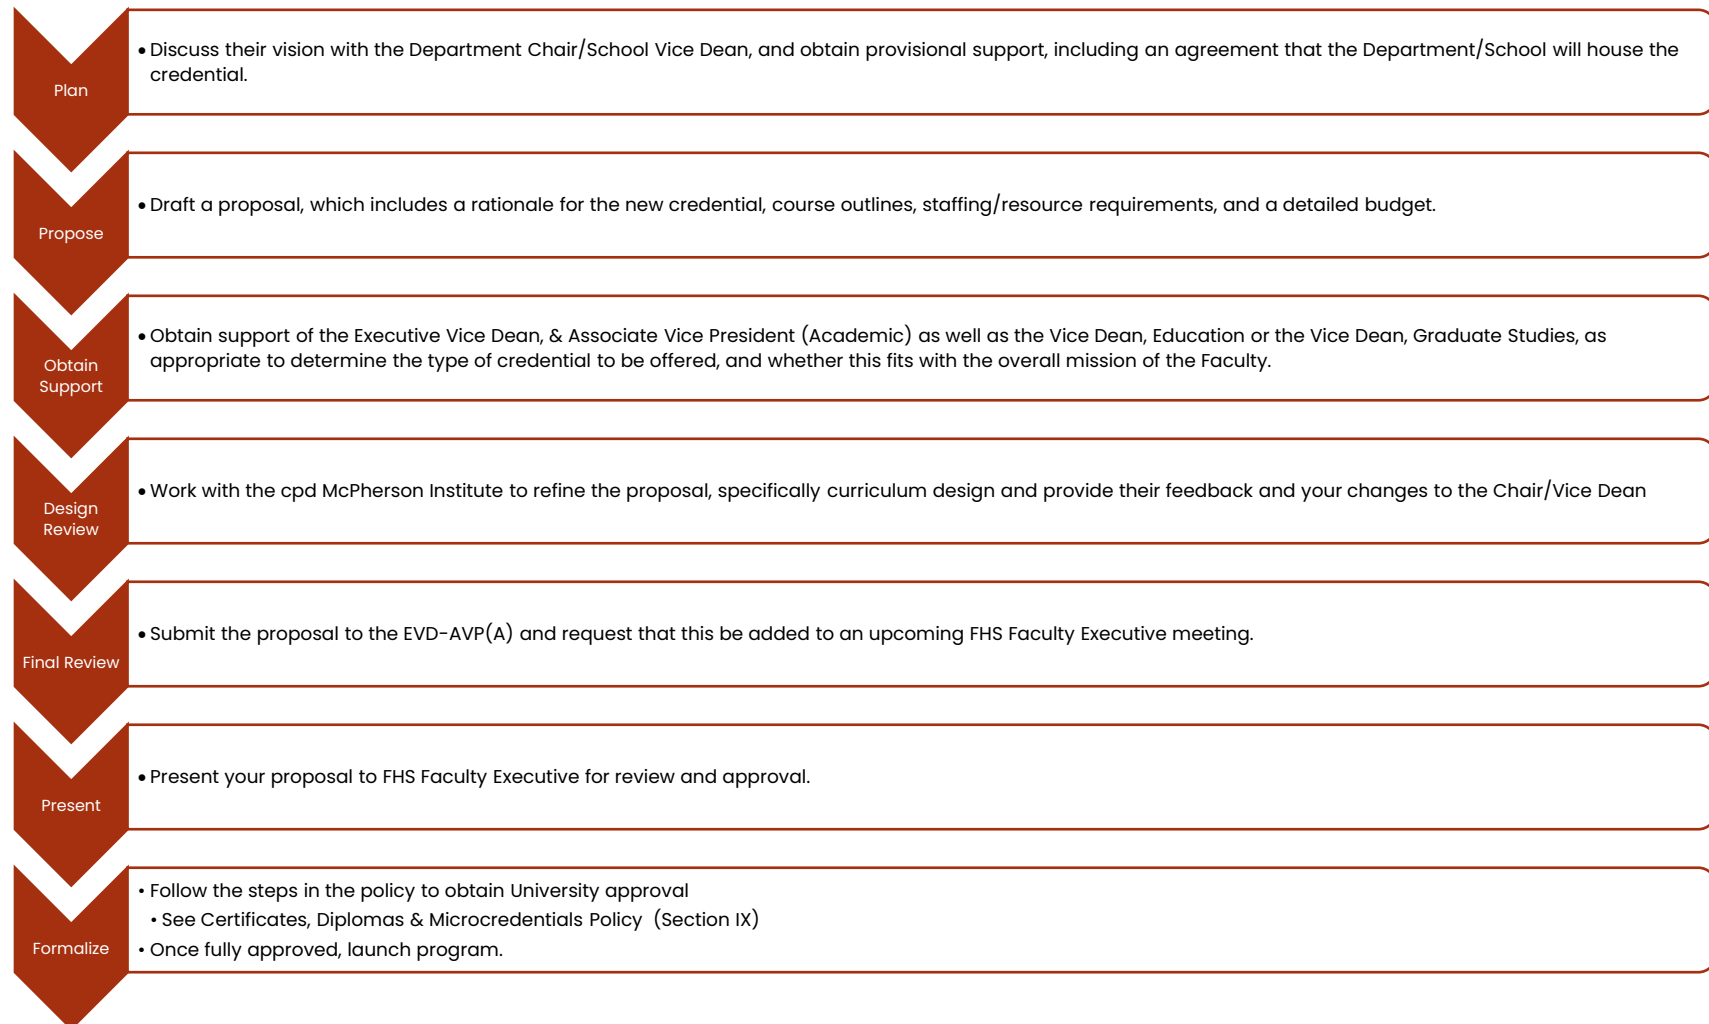 Plan
• Discuss their vision with the Department Chair/School Vice Dean, and obtain provisional support, including an agreement that the Department/School will house the
credential.
Propose
• Draft a proposal, which includes a rationale for the new credential, course outlines, staffing/resource requirements, and a detailed budget.
Obtain
Support
• Obtain support of the Executive Vice Dean, & Associate Vice President (Academic) as well as the Vice Dean, Education or the Vice Dean, Graduate Studies, as
appropriate to determine the type of credential to be offered, and whether this fits with the overall mission of the Faculty.
Design
Review
• Work with the cpd McPherson Institute to refine the proposal, specifically curriculum design and provide their feedback and your changes to the Chair/Vice Dean
Final Review
• Submit the proposal to the EVD-AVP(A) and request that this be added to an upcoming FHS Faculty Executive meeting.
Present
• Present your proposal to FHS Faculty Executive for review and approval.
Formalize
• Follow the steps in the policy to obtain University approval
• See Certificates, Diplomas & Microcredentials Policy (Section IX)
• Once fully approved, launch program.